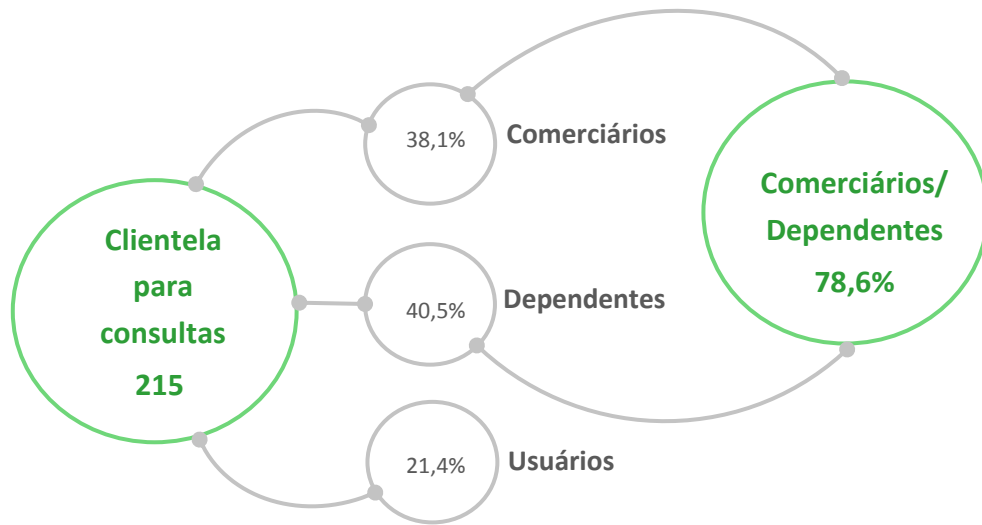 Clientela
para
consultas
215
38,1%
Comerciários
40,5%
Dependentes
21,4%
Usuários
Comerciários/
Dependentes
78,6%